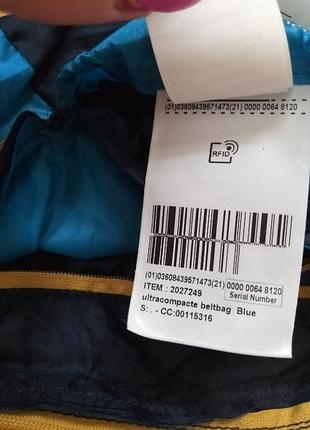 (01)03608439571473(21) 0000 0064 8120
RFID
(01)03608439571473(21) 0000 0064 8120
ITEM : 2027249
Serial Number
ultracompacte beltbag Blue
S: . - CC:00115316